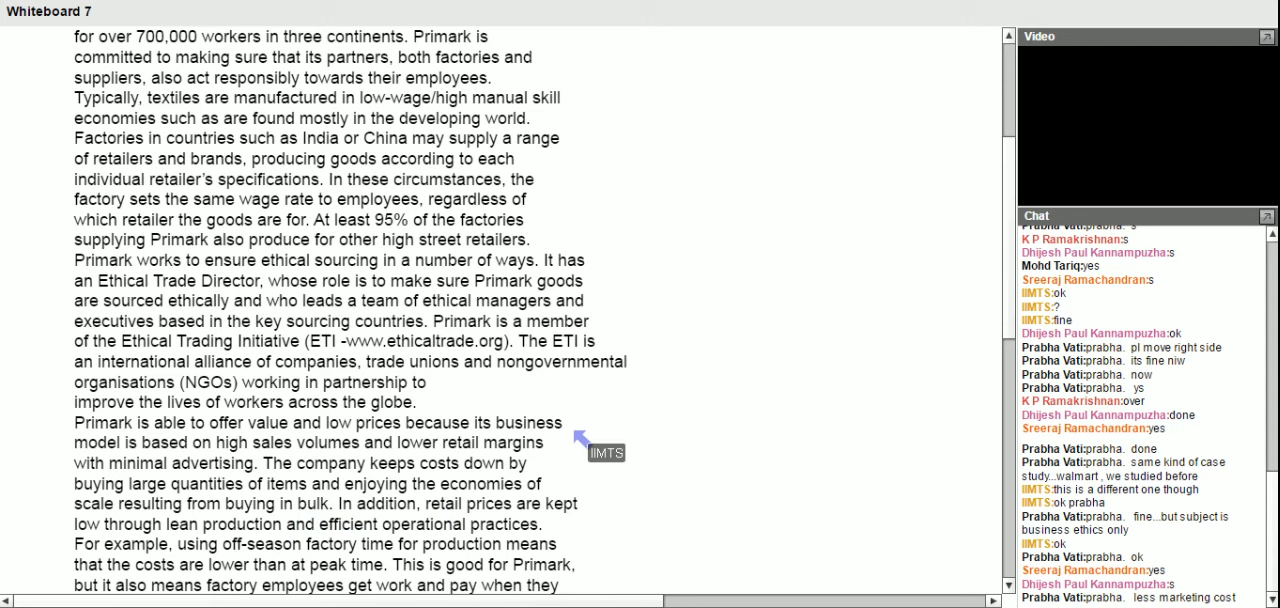 Whiteboard 7
for over 700,000 workers in three continents. Primark is
committed to making sure that its partners, both factories and
suppliers, also act responsibly towards their employees.
Typically, textiles are manufactured in low-wage/high manual skill
economies such as are found mostly in the developing world.
Factories in countries such as India or China may supply a range
of retailers and brands, producing goods according to each
individual retailer's specifications. In these circumstances, the
factory sets the same wage rate to employees, regardless of
which retailer the goods are for. At least 95% of the factories
supplying Primark also produce for other high street retailers.
Primark works to ensure ethical sourcing in a number of ways. It has
an Ethical Trade Director, whose role is to make sure Primark goods
are sourced ethically and who leads a team of ethical managers and
executives based in the key sourcing countries. Primark is a member
of the Ethical Trading Initiative (ETI -www.ethicaltrade.org). The ETI is
an international alliance of companies, trade unions and nongovernmental
organisations (NGOs) working in partnership to
improve the lives of workers across the globe.
Primark is able to offer value and low prices because its business
model is based on high sales volumes and lower retail margins
with minimal advertising. The company keeps costs down by
buying large quantities of items and enjoying the economies of
scale resulting from buying in bulk. In addition, retail prices are kept
low through lean production and efficient operational practices.
For example, using off-season factory time for production means
that the costs are lower than at peak time. This is good for Primark,
but it also means factory employees get work and pay when they
IIMTS
Video
Chat
Prabha Vati:prabha. s
K P Ramakrishnan:s
Dhijesh Paul Kannampuzha:s
Mohd Tariq:yes
Sreeraj Ramachandran:s
IIMTS:ok
IIMTS:?
IIMTS:fine
Dhijesh Paul Kannampuzha:ok
Prabha Vati:prabha. pl move right side
Prabha Vati:prabha. its fine niw
Prabha Vati:prabha. now
Prabha Vati:prabha. ys
K P Ramakrishnan:over
Dhijesh Paul Kannampuzha:done
Sreeraj Ramachandran:yes
Prabha Vati:prabha. done
Prabha Vati:prabha. same kind of case
study...walmart , we studied before
IIMTS:this is a different one though
IIMTS:ok prabha
Prabha Vati:prabha. fine...but subject is
business ethics only
IIMTS:ok
Prabha Vati:prabha. ok
Sreeraj Ramachandran:yes
Dhijesh Paul Kannampuzha:s
Prabha Vati:prabha. less marketing cost